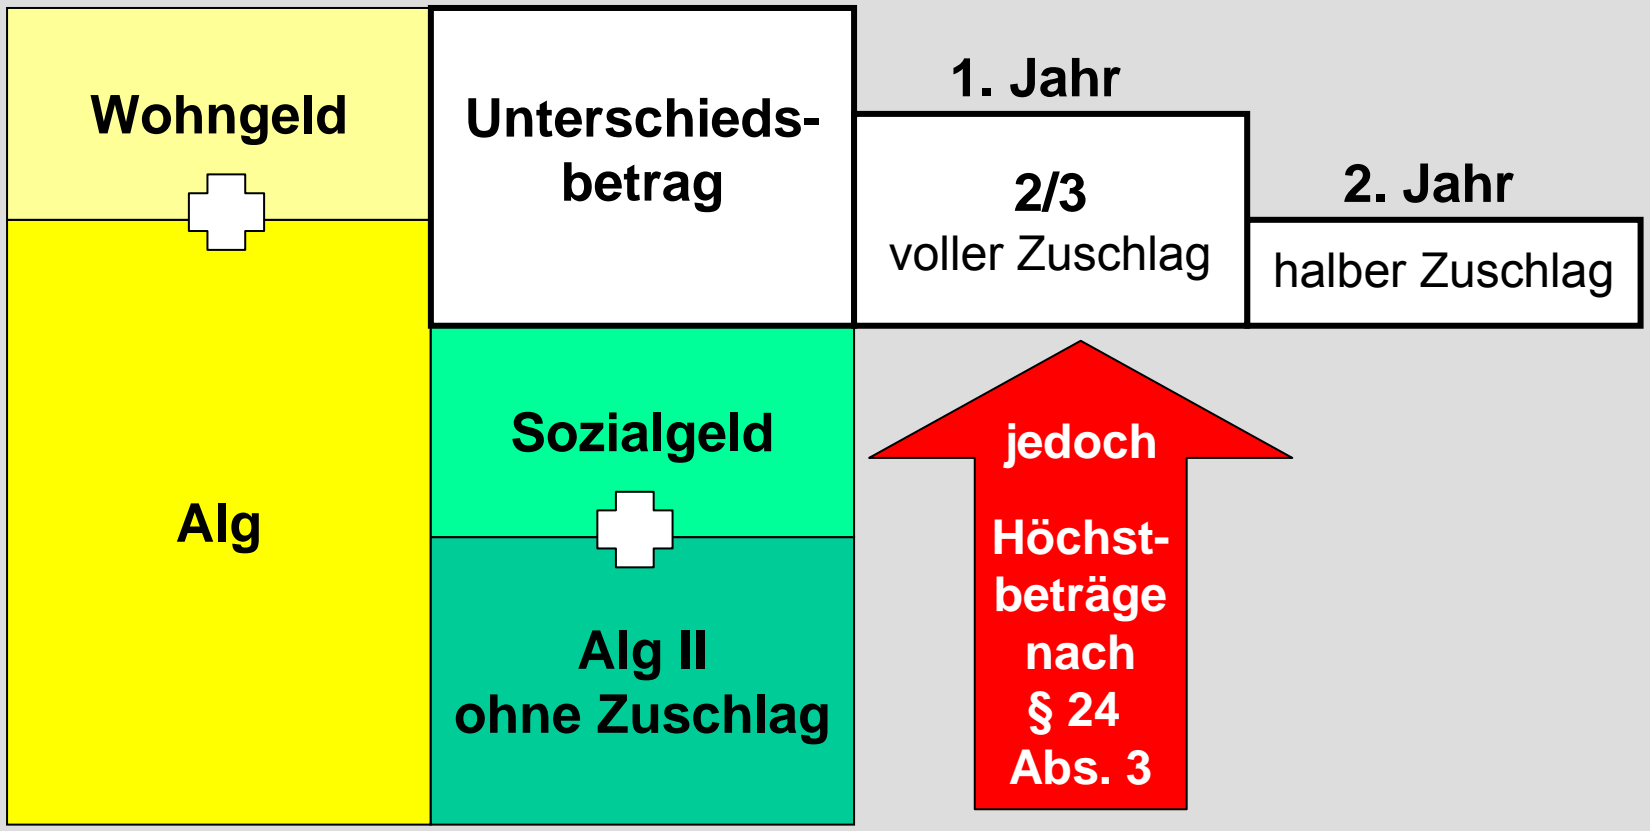 Wohngeld
Alg
Unterschieds-
betrag
Sozialgeld
Alg II
ohne Zuschlag
1. Jahr
2/3
voller Zuschlag
2. Jahr
halber Zuschlag
jedoch
Höchst-
beträge
nach
§ 24
Abs. 3